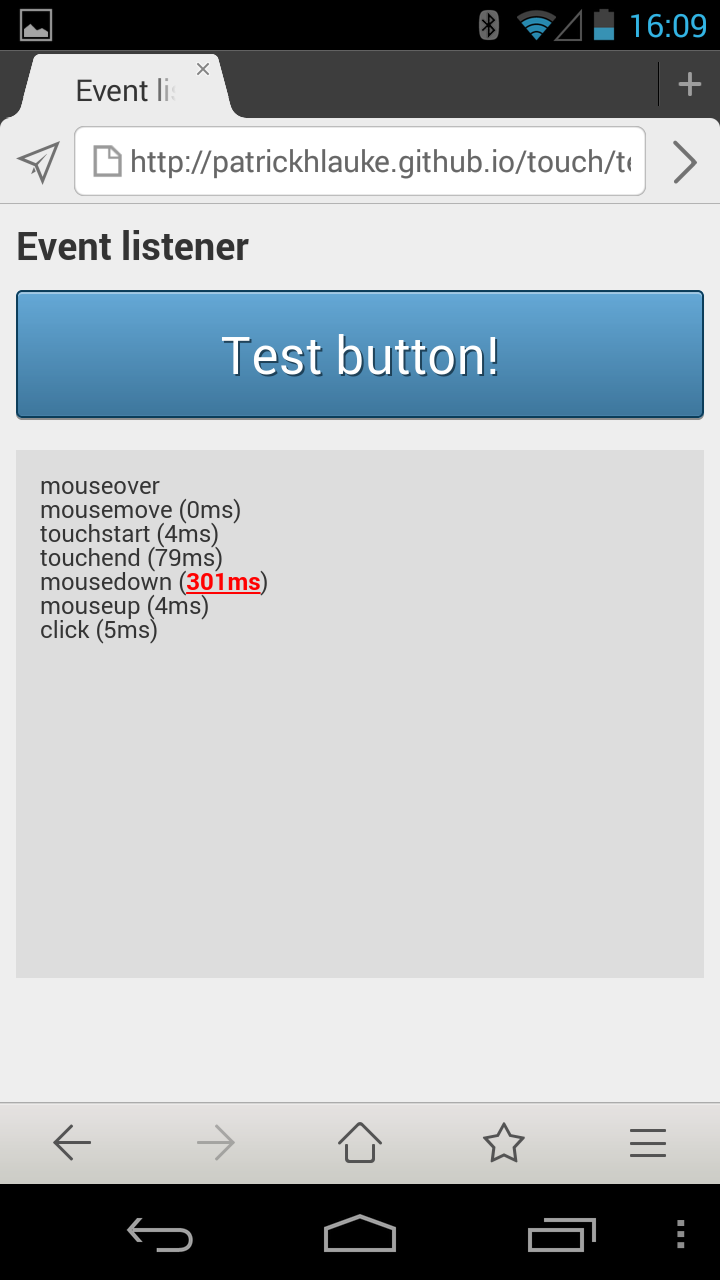 16:09
Event li
http://patrickhlauke.github.io/touch/te
Event listener
Test button!
mouseover
mousemove (0ms)
touchstart (4ms)
touchend (79ms)
mousedown (301ms)
mouseup (4ms)
click (5ms)